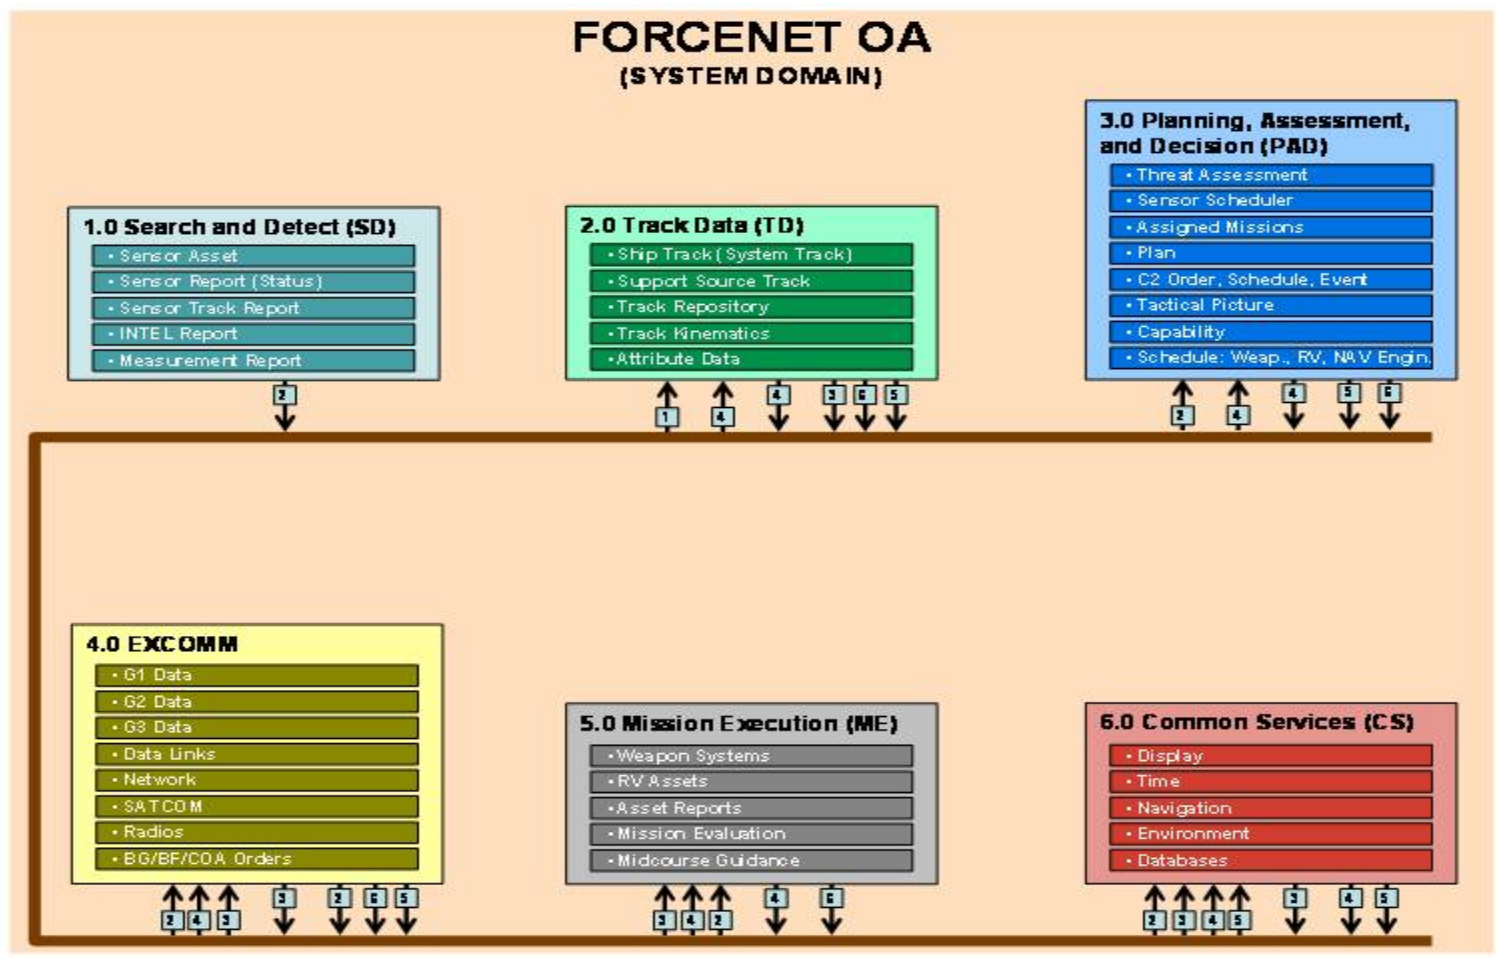 FORCENET OA
(SYSTEM DOMAIN)
1.0 Search and Detect (SD)
• Sensor Asset
• Sensor Report (Status)
• Sensor Track Report
• INTEL Report
• Measurement Report
2
2.0 Track Data (TD)
• Ship Track (System Track)
• Support Source Track
• Track Repository
• Track Kinematics
• Attribute Data
1 4 4 3 6 5
3.0 Planning, Assessment,
and Decision (PAD)
• Threat Assessment
• Sensor Scheduler
• Assigned Missions
• Plan
• C2 Order, Schedule, Event
• Tactical Picture
• Capability
• Schedule: Weap., RV, NAV Engin.
2 4 4 5 6
4.0 EXCOMM
• G1 Data
• G2 Data
• G3 Data
• Data Links
• Network
• SATCOM
• Radios
• BG/BF/COA Orders
2 4 3 3 2 6 5
5.0 Mission Execution (ME)
• Weapon Systems
• RV Assets
• Asset Reports
• Mission Evaluation
• Midcourse Guidance
3 4 2 4 6
6.0 Common Services (CS)
• Display
• Time
• Navigation
• Environment
• Databases
2 3 4 5 3 4 5